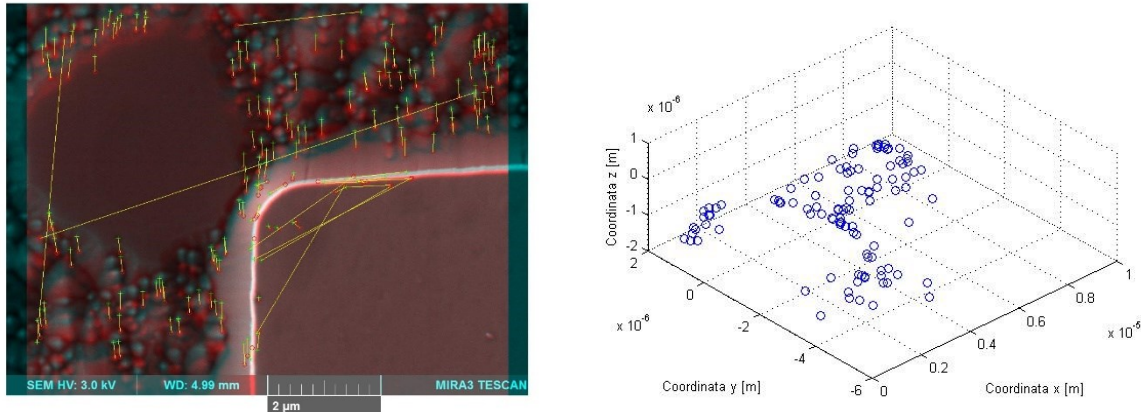 SEM HV: 3.0 kV
WD: 4.99 mm
MIRA3 TESCAN
2 μm
x 10⁻⁶
1
0
-1
-2
Coordinata z [m]
2
0
-2
-4
-6
x 10⁻⁶
Coordinata y [m]
0
0.2
0.4
0.6
0.8
1
x 10⁻⁶
Coordinata x [m]